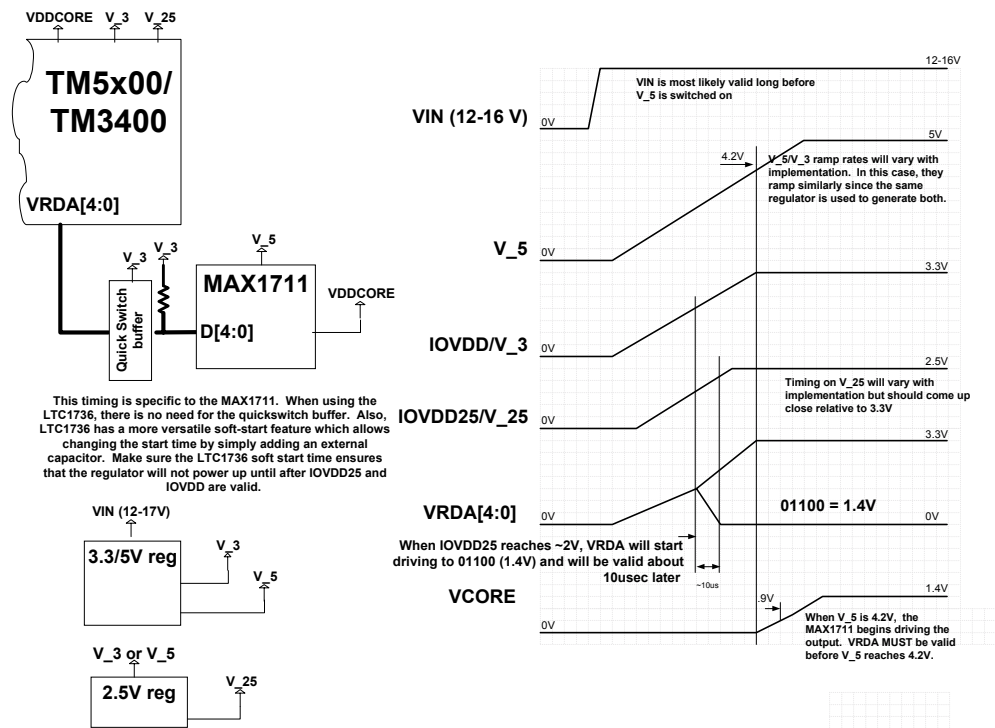 VDDCORE V_3 V_25
TM5x00/
TM3400
VRDA[4:0]
V_3
V_3
V_5
Quick Switch
buffer
MAX1711
D[4:0]
VDDCORE
This timing is specific to the MAX1711. When using the
LTC1736, there is no need for the quickswitch buffer. Also,
LTC1736 has a more versatile soft-start feature which allows
changing the start time by simply adding an external
capacitor. Make sure the LTC1736 soft start time ensures
that the regulator will not power up until after IOVDD25 and
IOVDD are valid.
VIN (12-17V)
3.3/5V reg
V_3
V_5
V_3 or V_5
2.5V reg
V_25
12-16V
VIN is most likely valid long before
V_5 is switched on
VIN (12-16 V)
0V
5V
4.2V
V_5/V_3 ramp rates will vary with
implementation. In this case, they
ramp similarly since the same
regulator is used to generate both.
V_5
0V
3.3V
IOVDD/V_3
0V
2.5V
Timing on V_25 will vary with
implementation but should come up
close relative to 3.3V
IOVDD25/V_25
0V
3.3V
VRDA[4:0]
0V
01100 = 1.4V
0V
When IOVDD25 reaches ~2V, VRDA will start
driving to 01100 (1.4V) and will be valid about
10usec later
~10us
VCORE
0V
.9V
1.4V
When V_5 is 4.2V, the
MAX1711 begins driving the
output. VRDA MUST be valid
before V_5 reaches 4.2V.